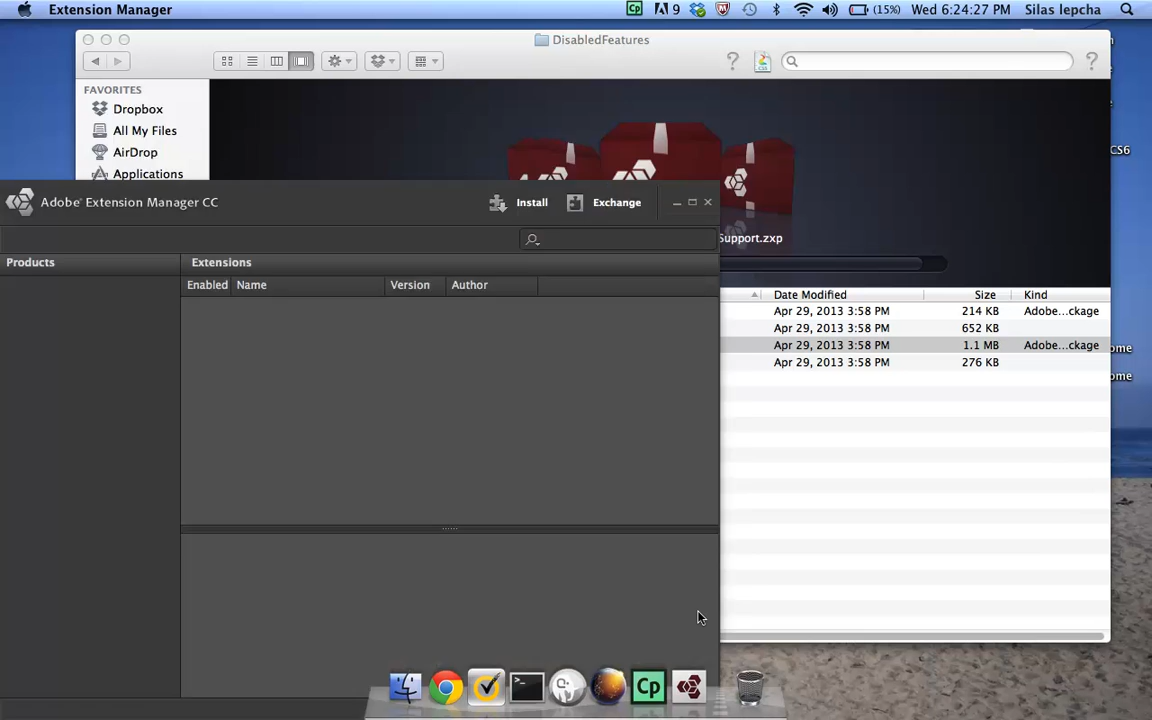 Extension Manager
Cp
9
(15%)
Wed 6:24:27 PM
Silas lepcha
DisabledFeatures
?
?
FAVORITES
Dropbox
All My Files
AirDrop
Applications
CS6
Adobe® Extension Manager CC
Install
Exchange
Support.zxp
Products
Extensions
Enabled
Name
Version
Author
Date Modified
Size
Kind
Apr 29, 2013 3:58 PM
214 KB
Adobe...ckage
Apr 29, 2013 3:58 PM
652 KB
Apr 29, 2013 3:58 PM
1.1 MB
Adobe...ckage
ome
Apr 29, 2013 3:58 PM
276 KB
ome
Cp